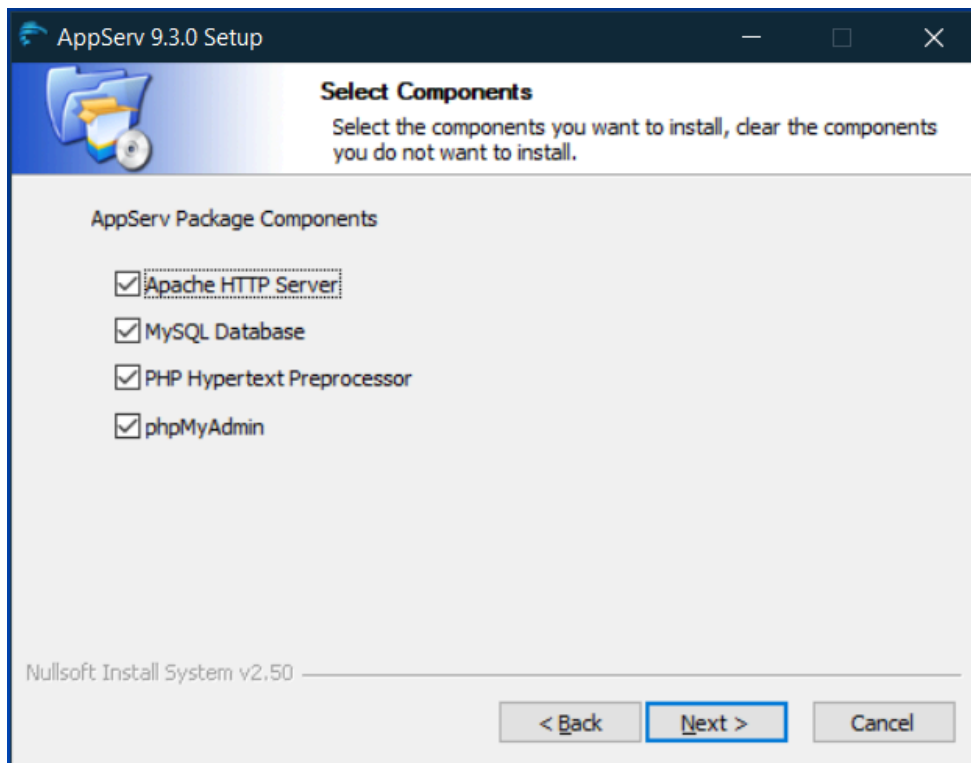 AppServ 9.3.0 Setup
Select Components
Select the components you want to install, clear the components
you do not want to install.
AppServ Package Components
Apache HTTP Server
MySQL Database
PHP Hypertext Preprocessor
phpMyAdmin
Nullsoft Install System v2.50
< Back
Next >
Cancel